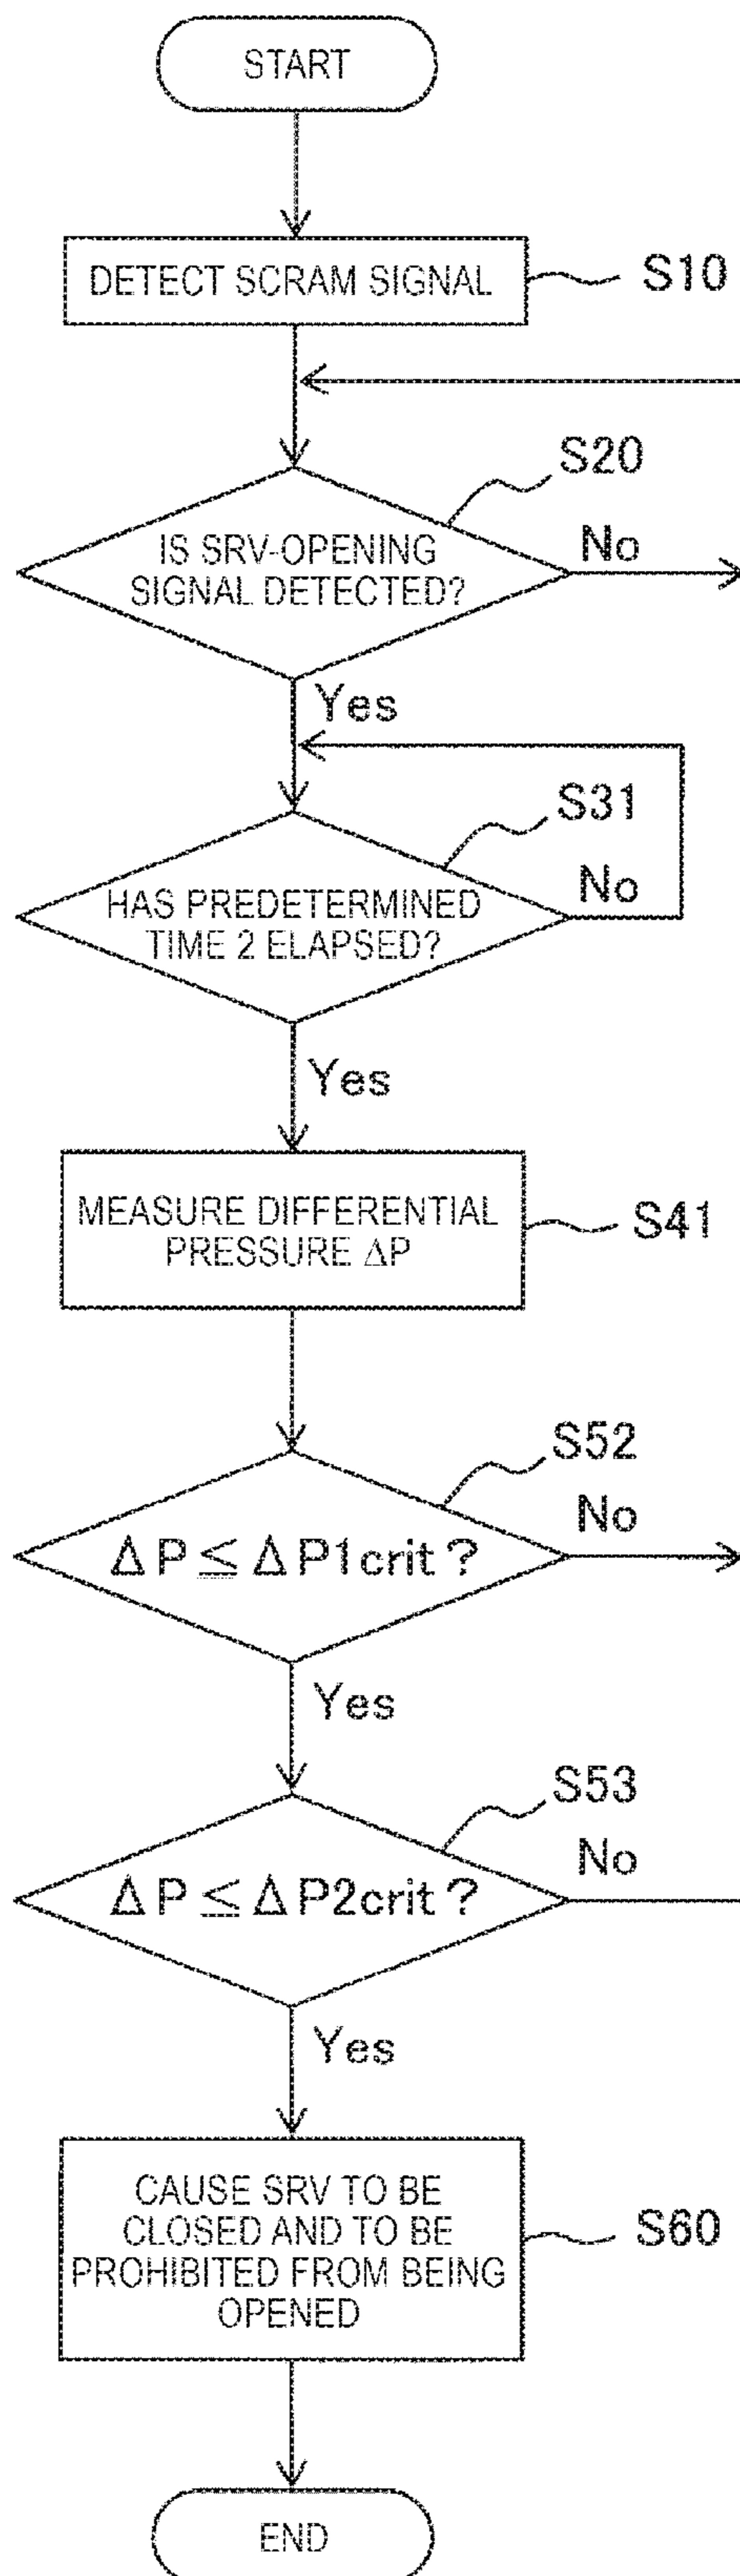 START
DETECT SCRAM SIGNAL
S10
S20
IS SRV-OPENING
SIGNAL DETECTED?
No
Yes
S31
HAS PREDETERMINED
TIME 2 ELAPSED?
No
Yes
MEASURE DIFFERENTIAL
PRESSURE ΔP
S41
S52
ΔP≦ΔP1crit?
No
Yes
S53
ΔP≦ΔP2crit?
No
Yes
CAUSE SRV TO BE
CLOSED AND TO BE
PROHIBITED FROM BEING
OPENED
S60
END